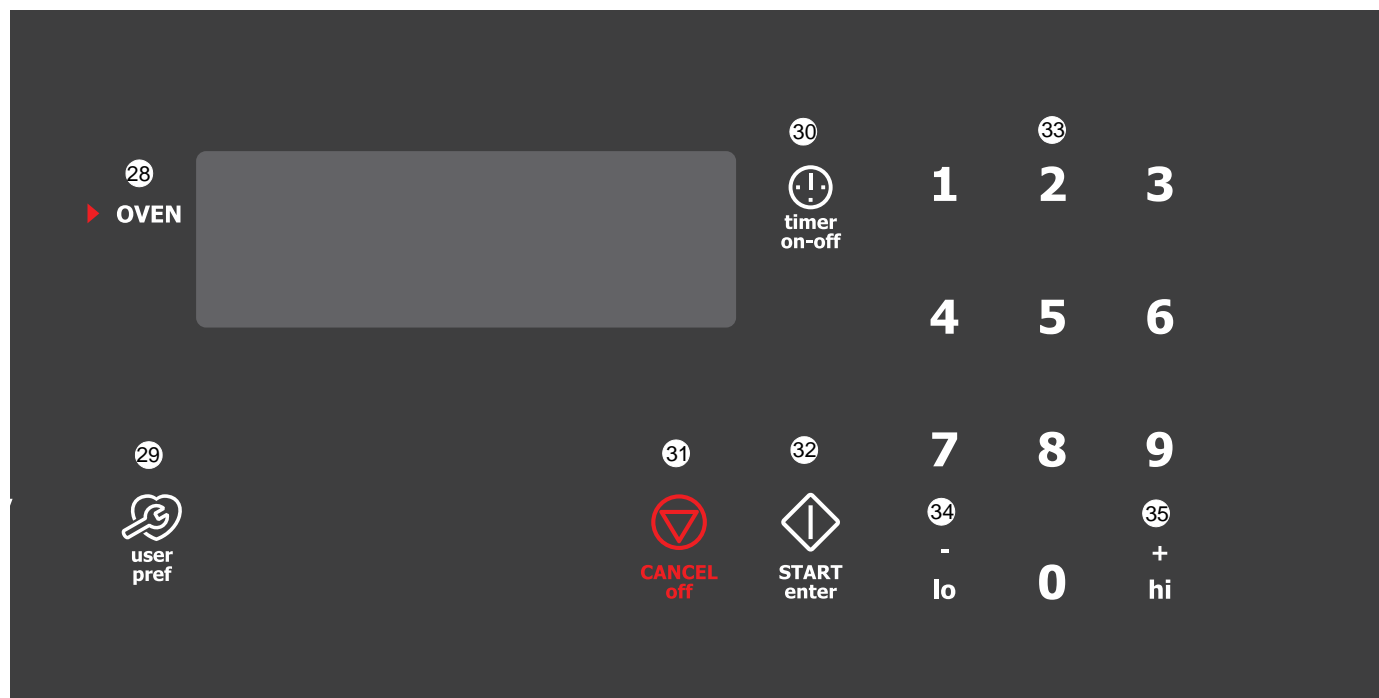 30
33
28
1 2 3
OVEN
timer
on-off
4 5 6
29
31
32
7 8 9
34
35
- +
user
pref
CANCEL
off
START
enter
lo 0 hi